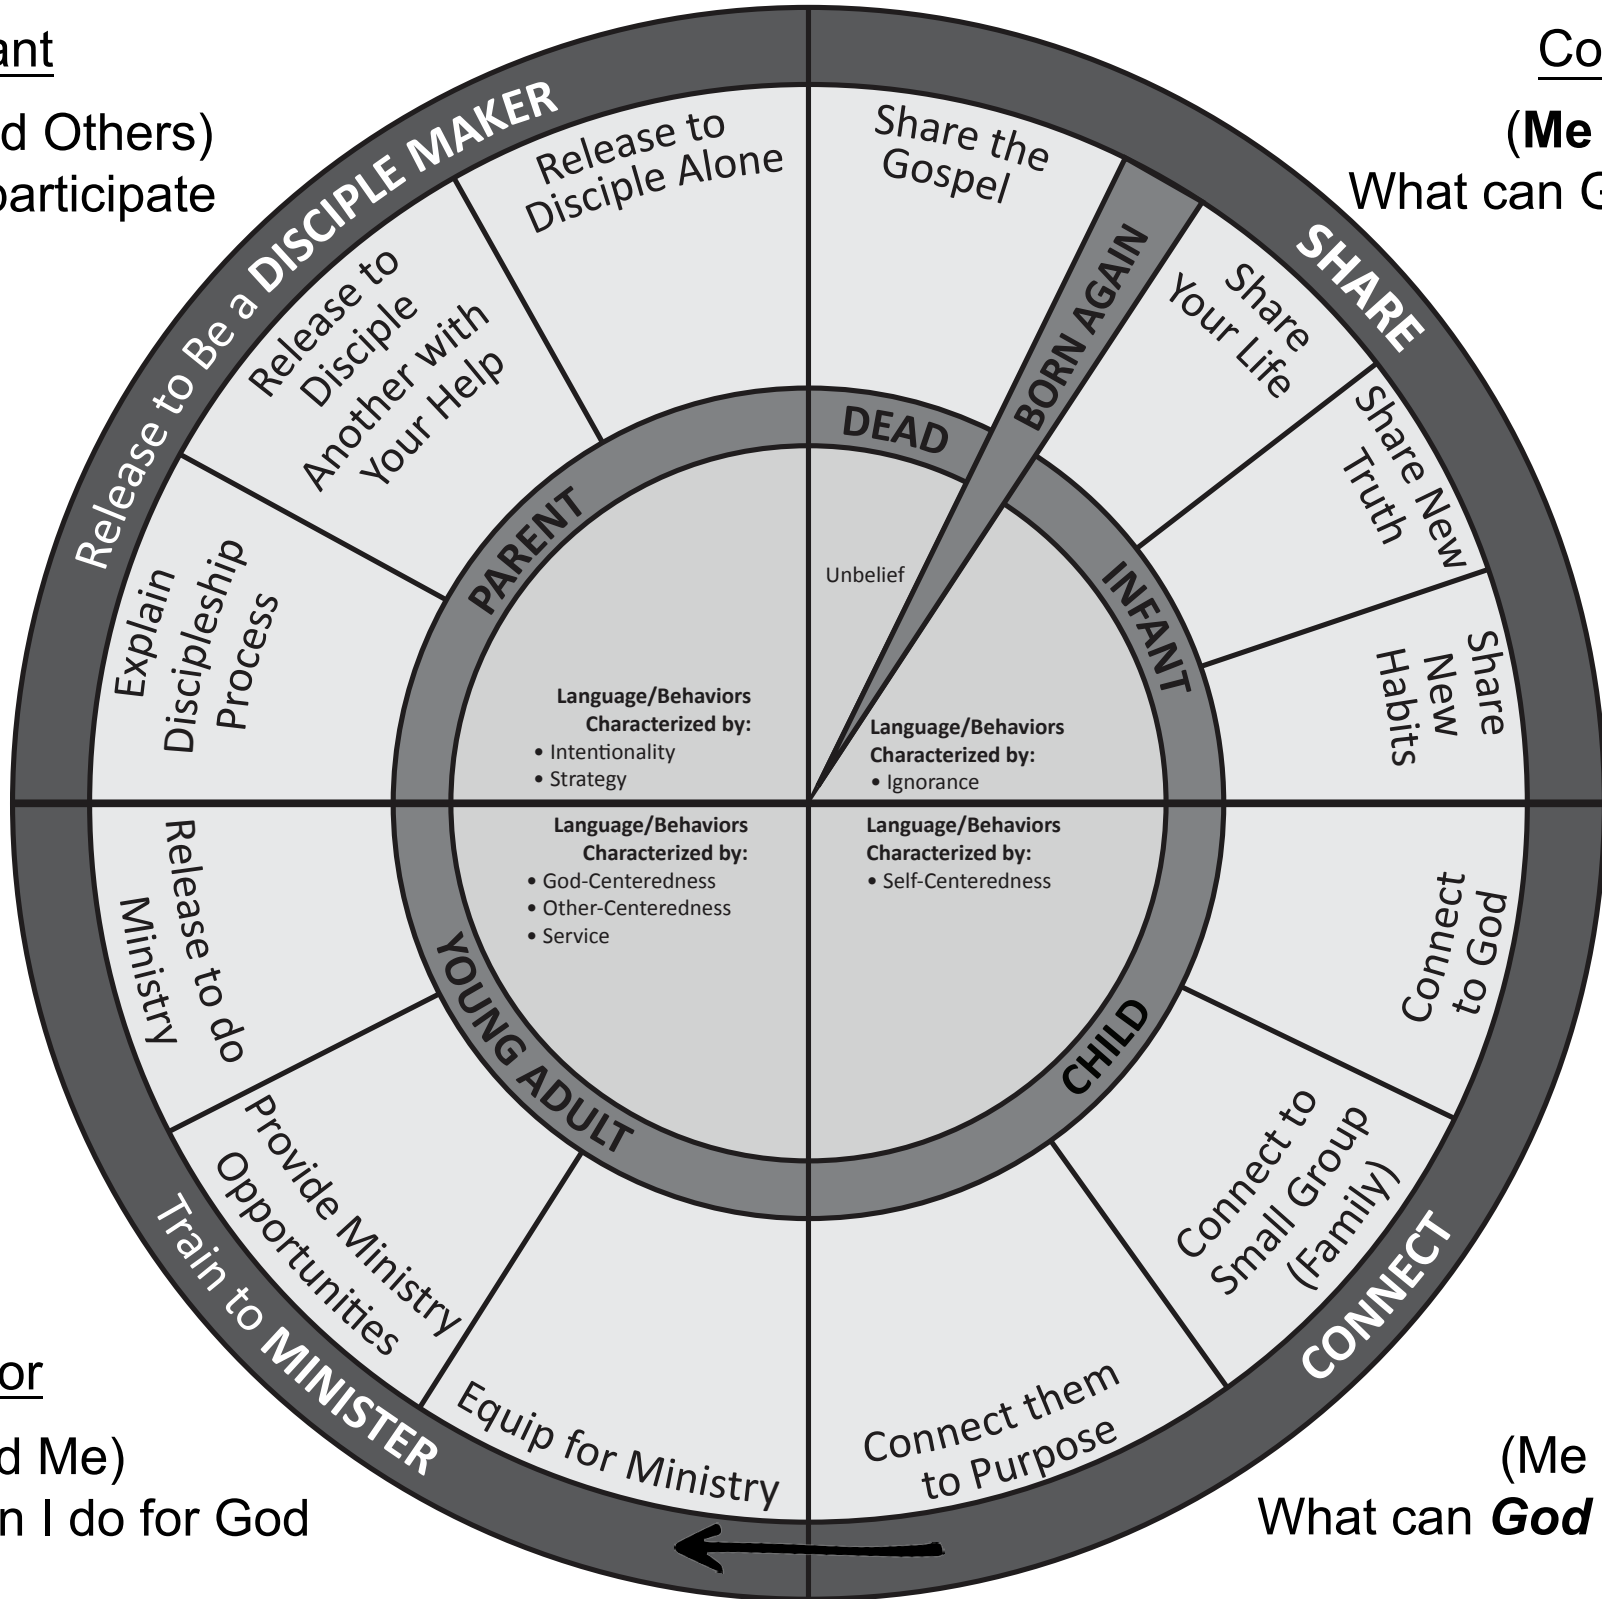 ant
d Others)
participate
Co
(Me
What can G
Release to Be a DISCIPLE MAKER
SHARE
Release to
Disciple Alone
Share the
Gospel
BORN AGAIN
Share
Your Life
Share New
Truth
Share
New
Habits
Release to
Disciple
Another with
Your Help
Explain
Discipleship
Process
PARENT
DEAD
INFANT
Unbelief
Language/Behaviors
Characterized by:
• Intentionality
• Strategy
Language/Behaviors
Characterized by:
• Ignorance
Language/Behaviors
Characterized by:
• God-Centeredness
• Other-Centeredness
• Service
Language/Behaviors
Characterized by:
• Self-Centeredness
YOUNG ADULT
CHILD
Connect
to God
Connect to
Small Group
(Family)
Connect them
to Purpose
Equip for Ministry
Provide Ministry
Opportunities
Release to do
Ministry
Train to MINISTER
CONNECT
or
d Me)
n I do for God
(Me
What can God